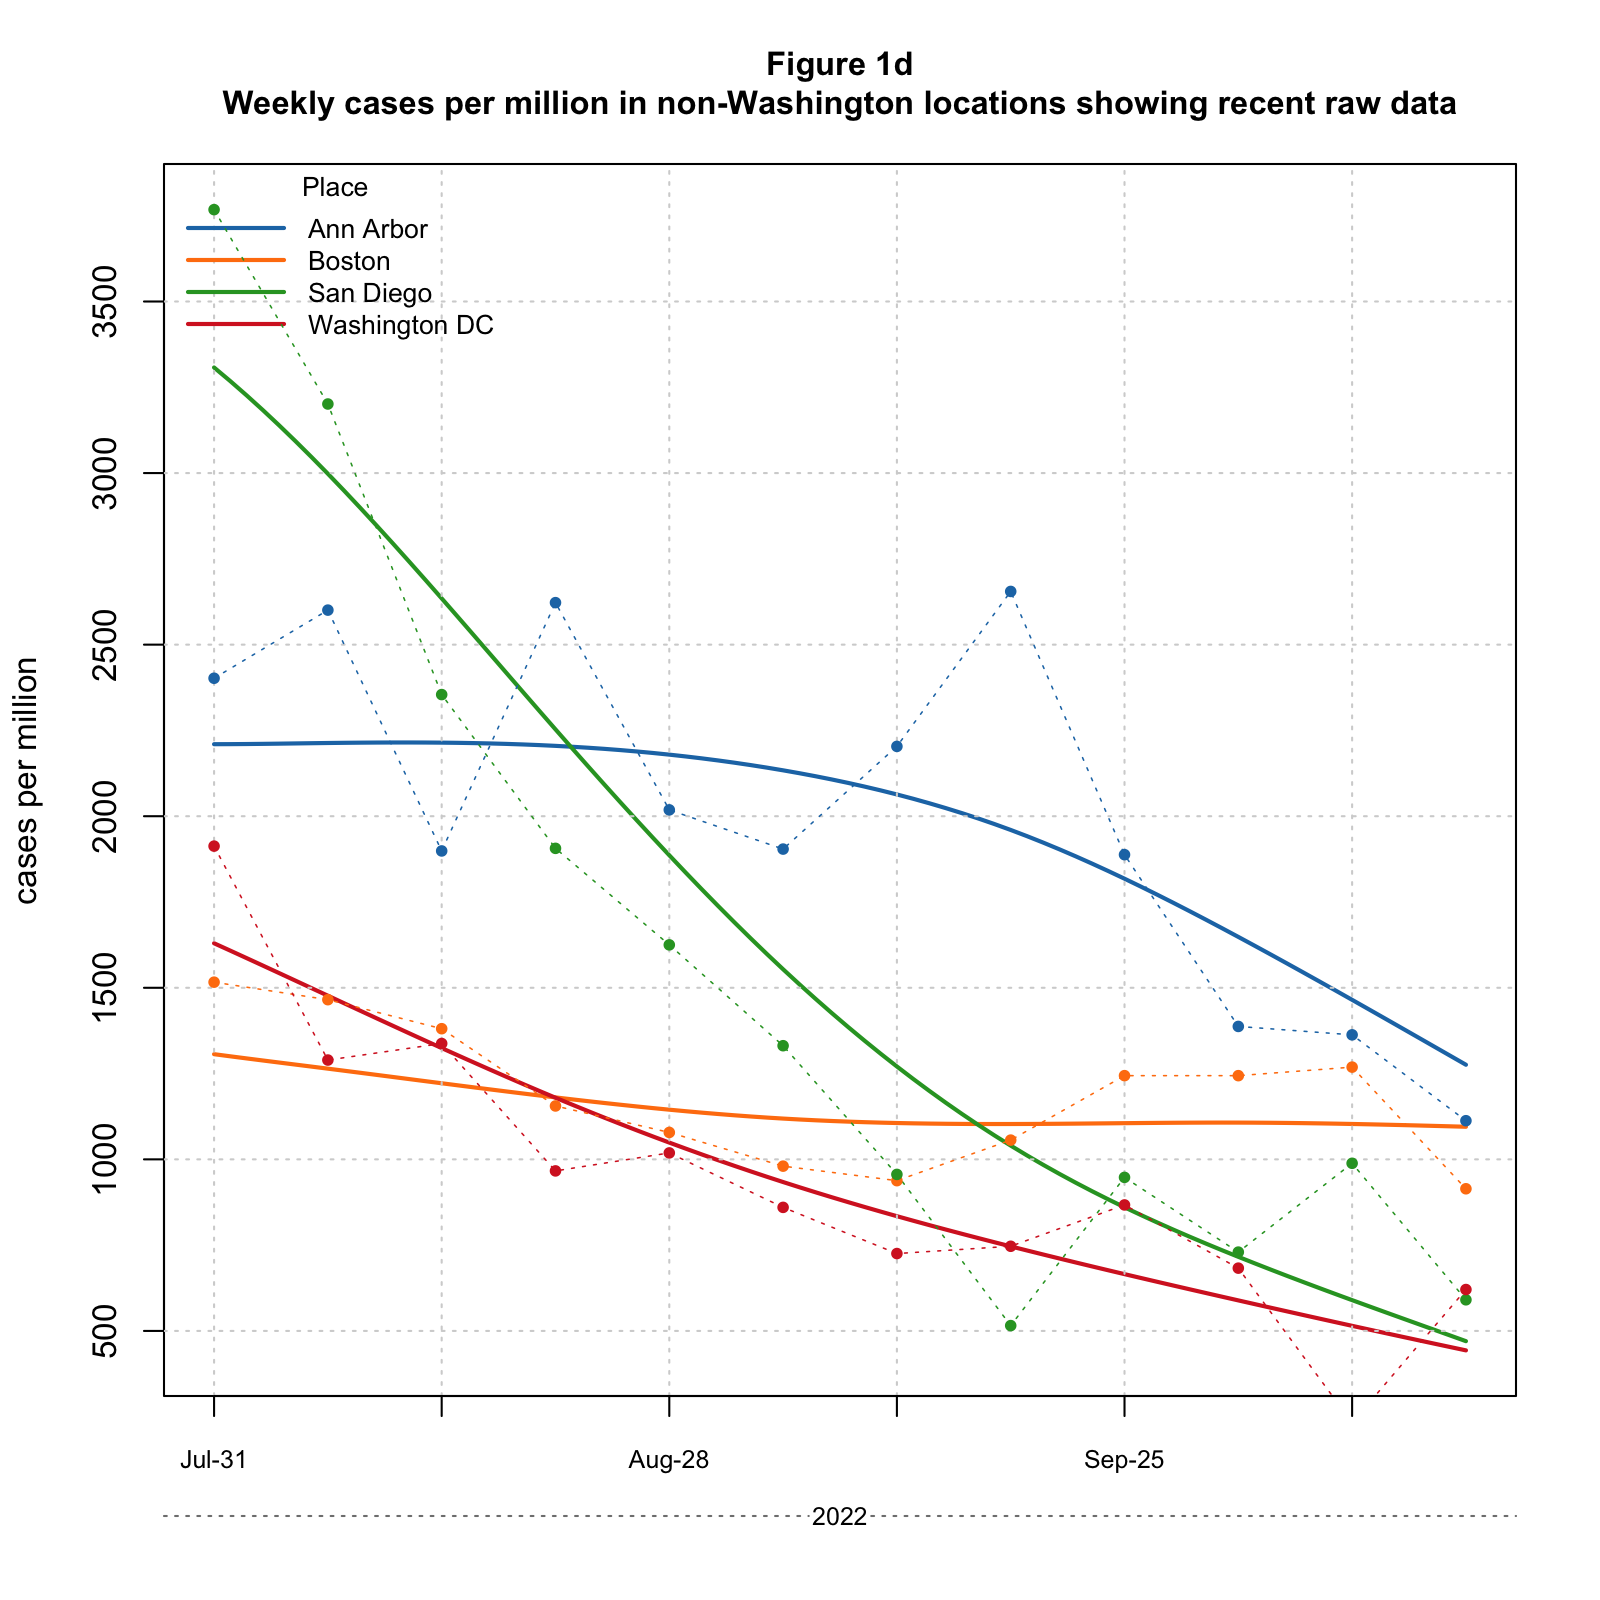 Figure 1d
Weekly cases per million in non-Washington locations showing recent raw data
Place
Ann Arbor
Boston
San Diego
Washington DC
cases per million
3500
3000
2500
2000
1500
1000
500
Jul-31
Aug-28
Sep-25
2022